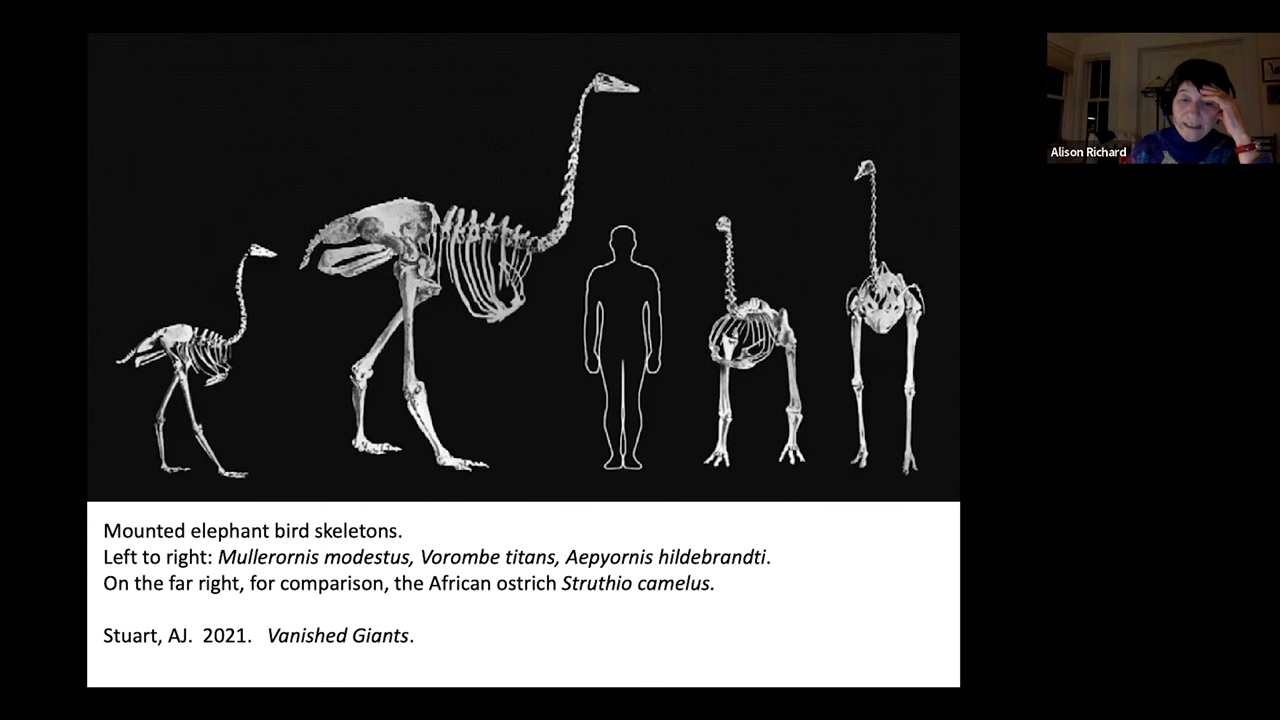 Alison Richard
Mounted elephant bird skeletons.
Left to right: Mullerornis modestus, Vorombe titans, Aepyornis hildebrandti.
On the far right, for comparison, the African ostrich Struthio camelus.
Stuart, AJ. 2021. Vanished Giants.